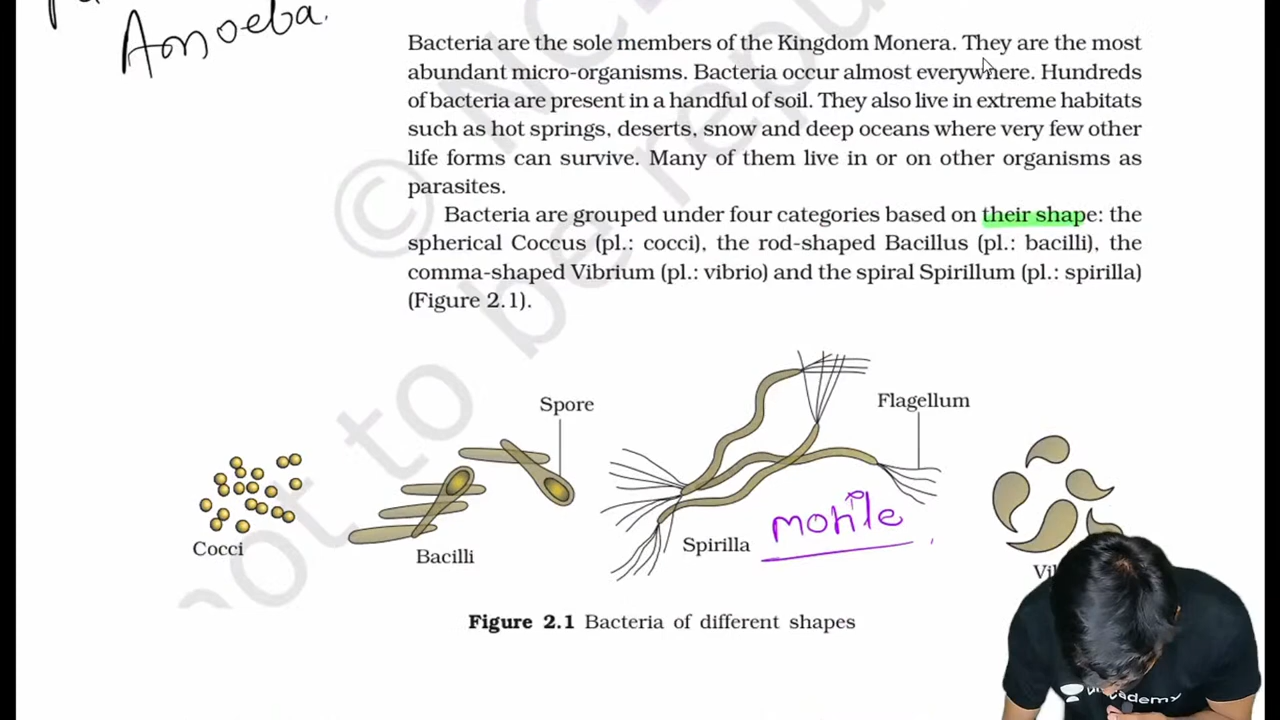 Amoeba.
Bacteria are the sole members of the Kingdom Monera. They are the most
abundant micro-organisms. Bacteria occur almost everywhere. Hundreds
of bacteria are present in a handful of soil. They also live in extreme habitats
such as hot springs, deserts, snow and deep oceans where very few other
life forms can survive. Many of them live in or on other organisms as
parasites.
Bacteria are grouped under four categories based on their shape: the
spherical Coccus (pl.: cocci), the rod-shaped Bacillus (pl.: bacilli), the
comma-shaped Vibrium (pl.: vibrio) and the spiral Spirillum (pl.: spirilla)
(Figure 2.1).
Spore
Flagellum
Cocci
Bacilli
Spirilla
motile
Figure 2.1 Bacteria of different shapes
not to be